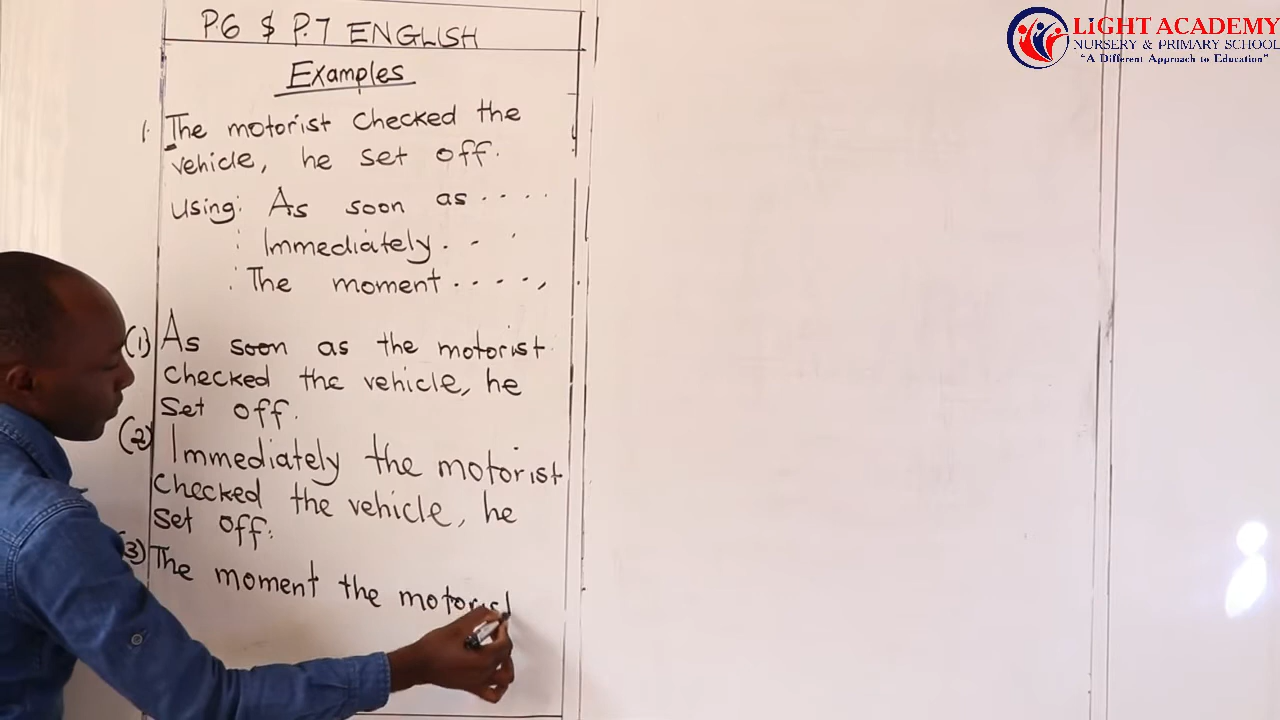 P.6 $ P.7 ENGLISH
Examples
1. The motorist checked the
vehicle, he set off.
Using: As soon as ....
: Immediately . - .
: The moment .....
(1) As soon as the motorist
checked the vehicle, he
set off.
(2) Immediately the motorist
checked the vehicle, he
set off.
(3) The moment the motorist
LIGHT ACADEMY
NURSERY & PRIMARY SCHOOL
"A Different Approach to Education"